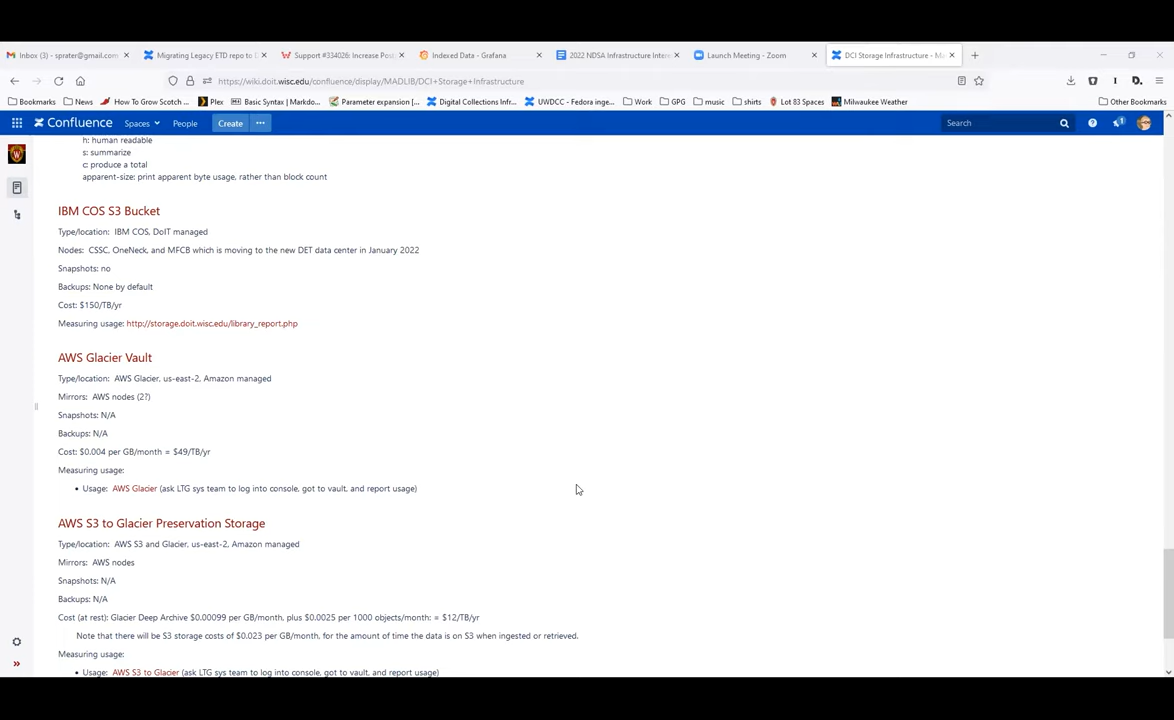 Inbox (3) - sprater@gmail.com
Migrating Legacy ETD repo to D
Support #334026: Increase Post
Indexed Data - Grafana
2022 NDSA Infrastructure Inter
Launch Meeting - Zoom
DCI Storage Infrastructure - Ma
https://wiki.doit.wisc.edu/confluence/display/MADLIB/DCI+Storage+Infrastructure
Bookmarks
News
How To Grow Scotch ...
Plex
Basic Syntax | Markdo...
Parameter expansion [...
Digital Collections Infr...
UWDCC - Fedora inge...
Work
GPG
music
shirts
Lot 83 Spaces
Milwaukee Weather
Other Bookmarks
Confluence
Spaces
People
Create
Search
1
h: human readable
s: summarize
c: produce a total
apparent-size: print apparent byte usage, rather than block count
IBM COS S3 Bucket
Type/location: IBM COS, DoIT managed
Nodes: CSSC, OneNeck, and MFCB which is moving to the new DET data center in January 2022
Snapshots: no
Backups: None by default
Cost: $150/TB/yr
Measuring usage: http://storage.doit.wisc.edu/library_report.php
AWS Glacier Vault
Type/location: AWS Glacier, us-east-2, Amazon managed
Mirrors: AWS nodes (2?)
Snapshots: N/A
Backups: N/A
Cost: $0.004 per GB/month = $49/TB/yr
Measuring usage:
• Usage: AWS Glacier (ask LTG sys team to log into console, got to vault, and report usage)
AWS S3 to Glacier Preservation Storage
Type/location: AWS S3 and Glacier, us-east-2, Amazon managed
Mirrors: AWS nodes
Snapshots: N/A
Backups: N/A
Cost (at rest): Glacier Deep Archive $0.00099 per GB/month, plus $0.0025 per 1000 objects/month: = $12/TB/yr
Note that there will be S3 storage costs of $0.023 per GB/month, for the amount of time the data is on S3 when ingested or retrieved.
Measuring usage:
• Usage: AWS S3 to Glacier (ask LTG sys team to log into console, got to vault, and report usage)